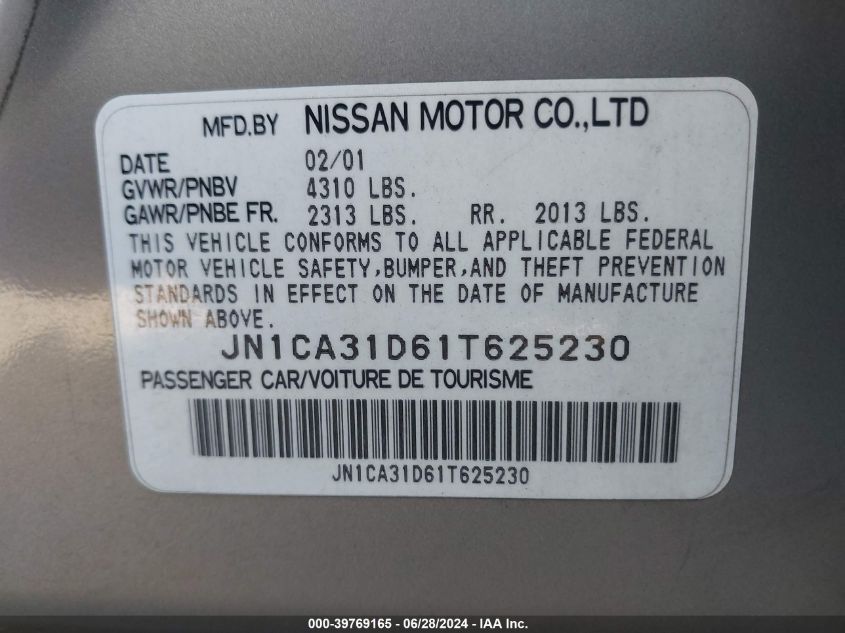 MFD.BY NISSAN MOTOR CO.,LTD
DATE 02/01
GVWR/PNBV 4310 LBS.
GAWR/PNBE FR. 2313 LBS. RR. 2013 LBS.
THIS VEHICLE CONFORMS TO ALL APPLICABLE FEDERAL
MOTOR VEHICLE SAFETY,BUMPER,AND THEFT PREVENTION
STANDARDS IN EFFECT ON THE DATE OF MANUFACTURE
SHOWN ABOVE.
JN1CA31D61T625230
PASSENGER CAR/VOITURE DE TOURISME
JN1CA31D61T625230
000-39769165 - 06/28/2024 - IAA Inc.